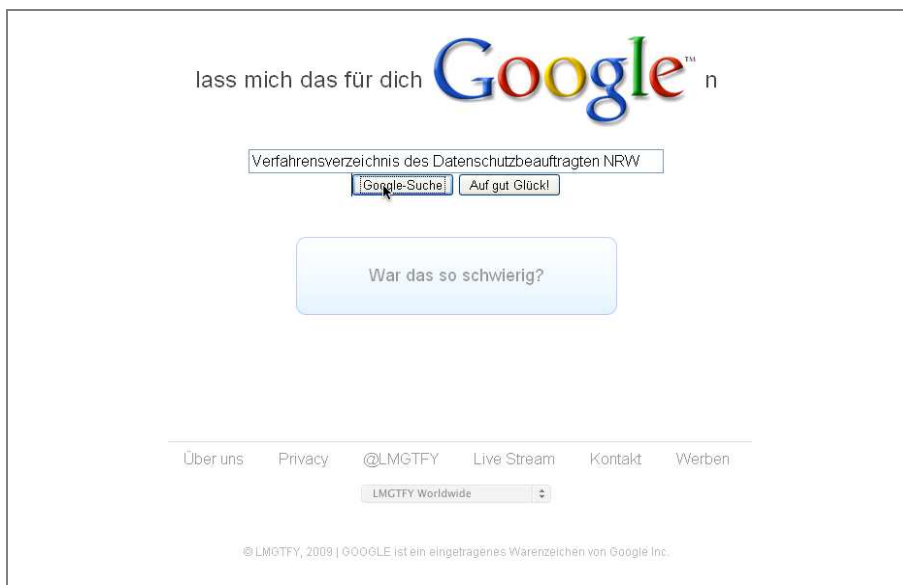 lass mich das für dich Google™ n
Verfahrensverzeichnis des Datenschutzbeauftragten NRW
Google-Suche Auf gut Glück!
War das so schwierig?
Über uns Privacy @LMGTFY Live Stream Kontakt Werben
LMGTFY Worldwide
© LMGTFY, 2009 | GOOGLE ist ein eingetragenes Warenzeichen von Google Inc.